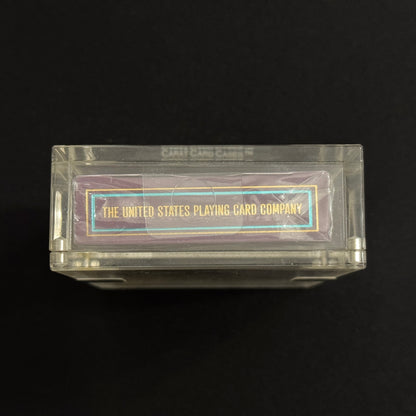 THE UNITED STATES PLAYING CARD COMPANY